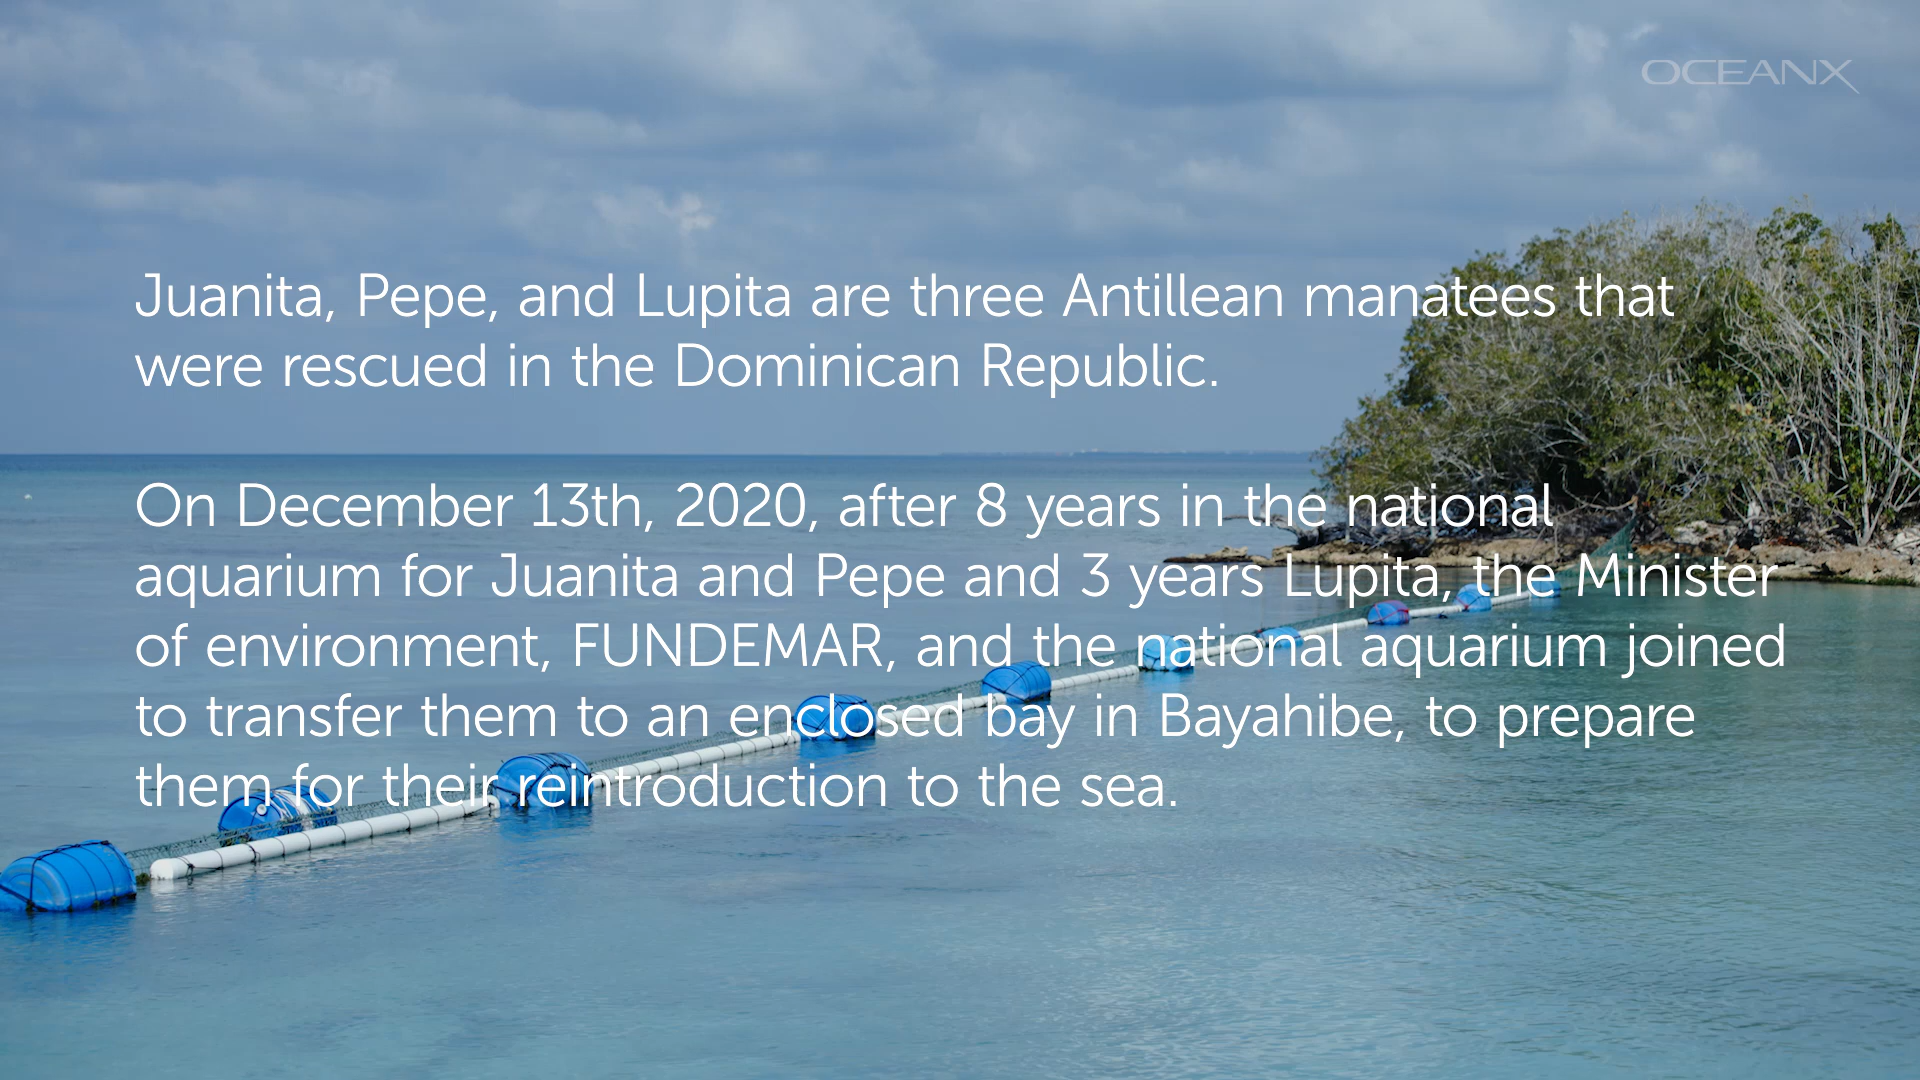 OCEANX
Juanita, Pepe, and Lupita are three Antillean manatees that
were rescued in the Dominican Republic.
On December 13th, 2020, after 8 years in the national
aquarium for Juanita and Pepe and 3 years Lupita, the Minister
of environment, FUNDEMAR, and the national aquarium joined
to transfer them to an enclosed bay in Bayahibe, to prepare
them for their reintroduction to the sea.